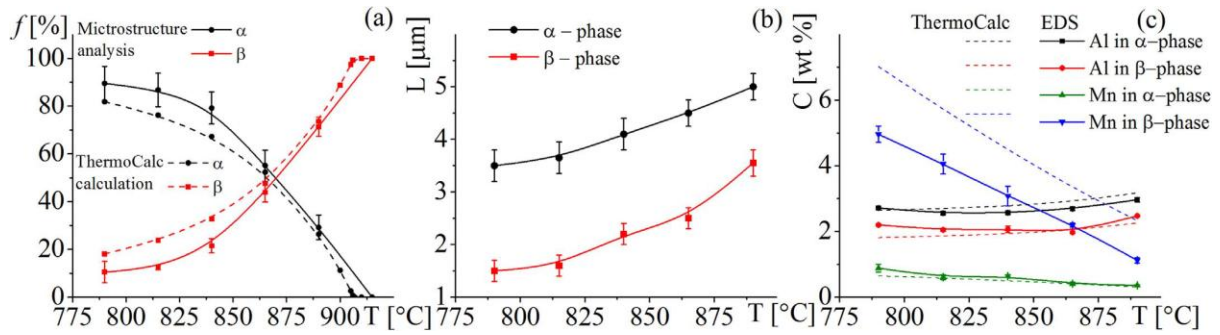 f [%]
(a)
Mictrostructure
analysis
α
β
100
80
60
40
20
0
ThermoCalc
calculation
α
β
775
800
825
850
875
900
T [°C]
L [µm]
(b)
α – phase
β – phase
5
4
3
2
1
775
800
825
850
875
T [°C]
C [wt %]
ThermoCalc
EDS
(c)
Al in α–phase
Al in β–phase
Mn in α–phase
Mn in β–phase
6
4
2
0
775
800
825
850
875
T [°C]